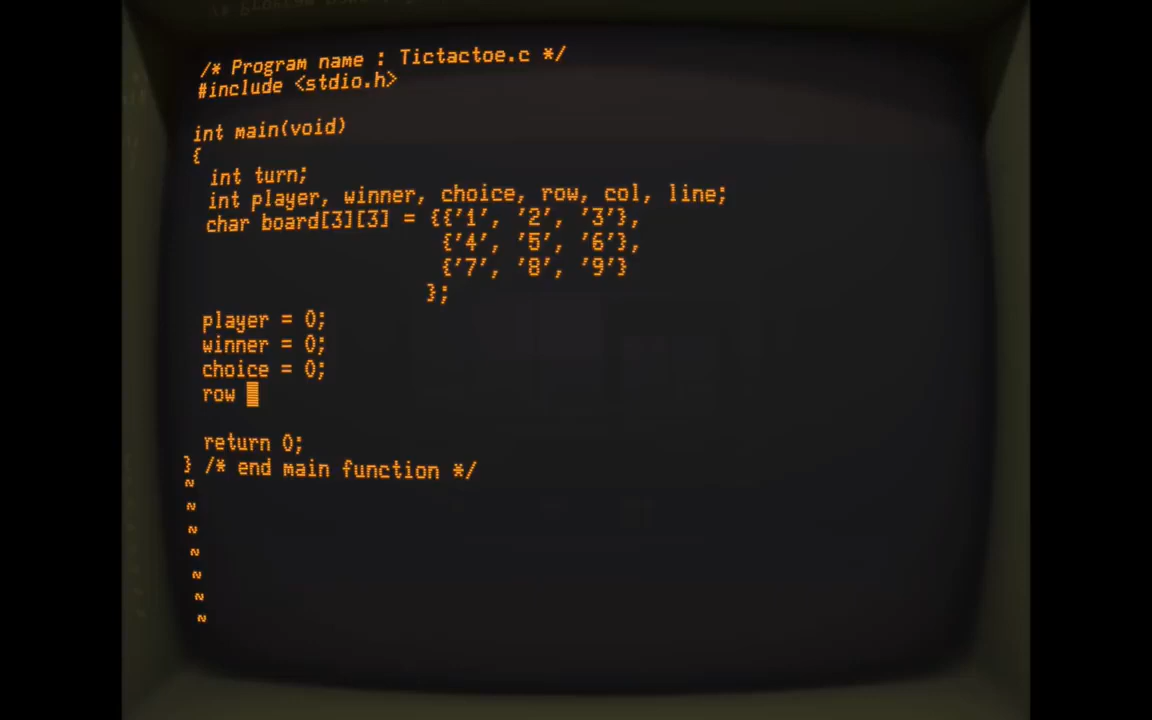 /* Program name : Tictactoe.c */
#include <stdio.h>
int main(void)
{
int turn;
int player, winner, choice, row, col, line;
char board[3][3] = {{'1', '2', '3'},
{'4', '5', '6'},
{'7', '8', '9'}
};
player = 0;
winner = 0;
choice = 0;
row
return 0;
} /* end main function */
~
~
~
~
~
~
~